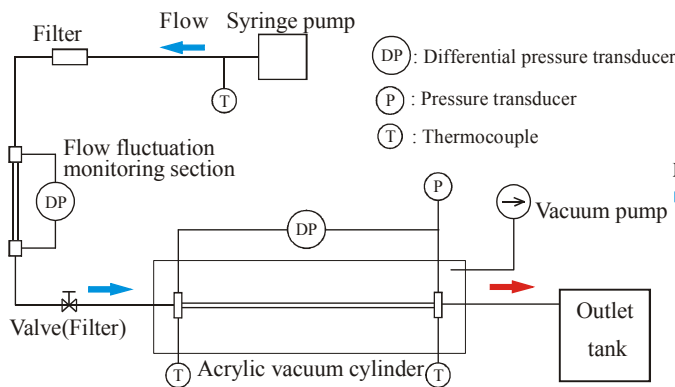 Syringe pump
Flow
Filter
T
DP : Differential pressure transducer
P : Pressure transducer
T : Thermocouple
Flow fluctuation
monitoring section
DP
P
DP
Vacuum pump
Valve(Filter)
T
Acrylic vacuum cylinder
T
Outlet
tank